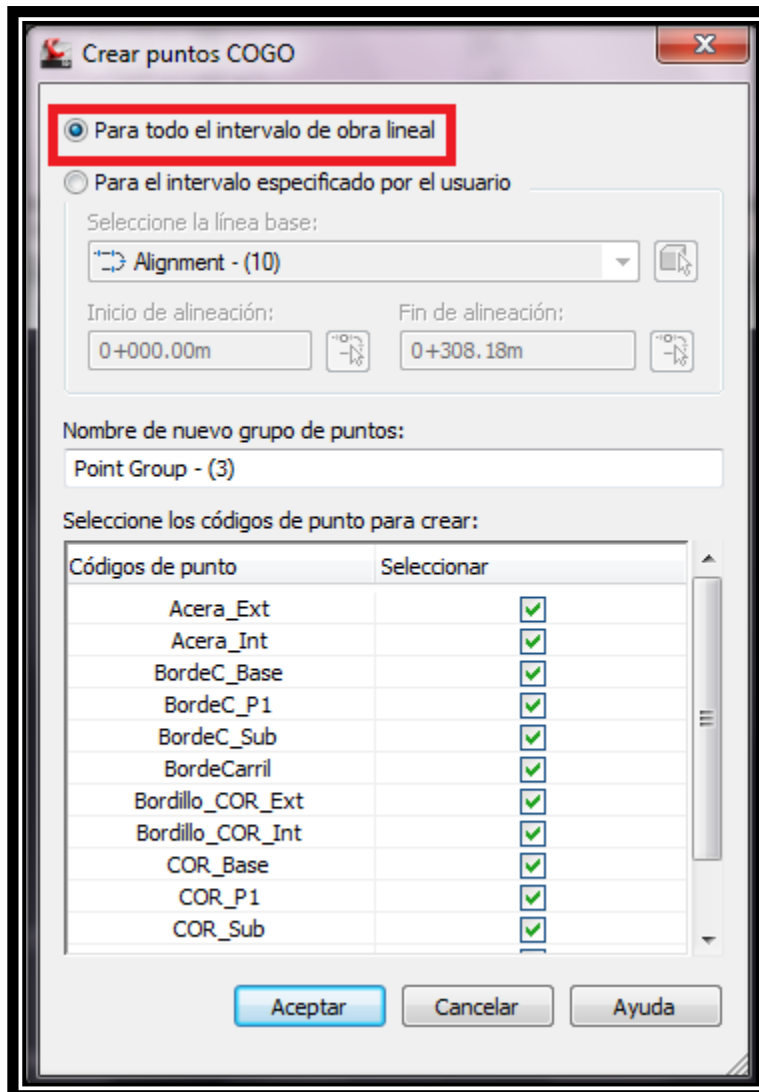 Crear puntos COGO
Para todo el intervalo de obra lineal
Para el intervalo especificado por el usuario
Seleccione la línea base:
Alignment - (10)
Inicio de alineación: Fin de alineación:
0+000.00m 0+308.18m
Nombre de nuevo grupo de puntos:
Point Group - (3)
Seleccione los códigos de punto para crear:
Códigos de punto Seleccionar
Acera_Ext
Acera_Int
BordeC_Base
BordeC_P1
BordeC_Sub
BordeCarril
Bordillo_COR_Ext
Bordillo_COR_Int
COR_Base
COR_P1
COR_Sub
Aceptar Cancelar Ayuda